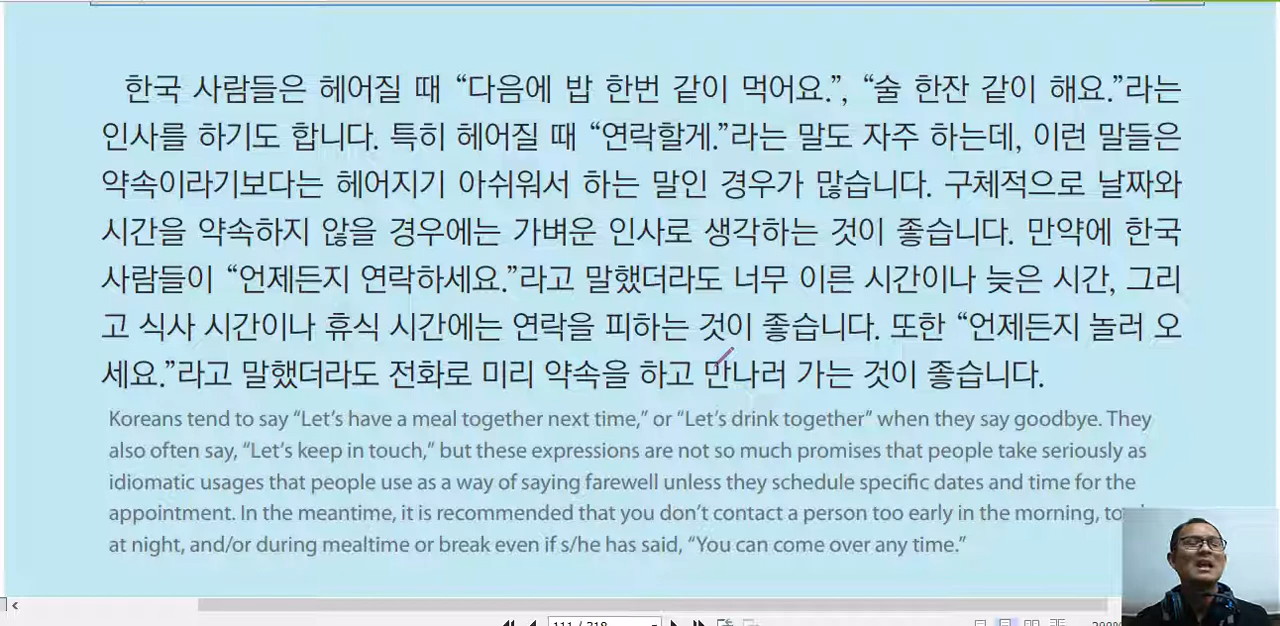 한국 사람들은 헤어질 때 “다음에 밥 한번 같이 먹어요.”, “술 한잔 같이 해요.”라는
인사를 하기도 합니다. 특히 헤어질 때 “연락할게.”라는 말도 자주 하는데, 이런 말들은
약속이라기보다는 헤어지기 아쉬워서 하는 말인 경우가 많습니다. 구체적으로 날짜와
시간을 약속하지 않을 경우에는 가벼운 인사로 생각하는 것이 좋습니다. 만약에 한국
사람들이 “언제든지 연락하세요.”라고 말했더라도 너무 이른 시간이나 늦은 시간, 그리
고 식사 시간이나 휴식 시간에는 연락을 피하는 것이 좋습니다. 또한 “언제든지 놀러 오
세요.”라고 말했더라도 전화로 미리 약속을 하고 만나러 가는 것이 좋습니다.
Koreans tend to say “Let’s have a meal together next time,” or “Let’s drink together” when they say goodbye. They
also often say, “Let’s keep in touch,” but these expressions are not so much promises that people take seriously as
idiomatic usages that people use as a way of saying farewell unless they schedule specific dates and time for the
appointment. In the meantime, it is recommended that you don’t contact a person too early in the morning,
at night, and/or during mealtime or break even if s/he has said, “You can come over any time.”
111 / 318